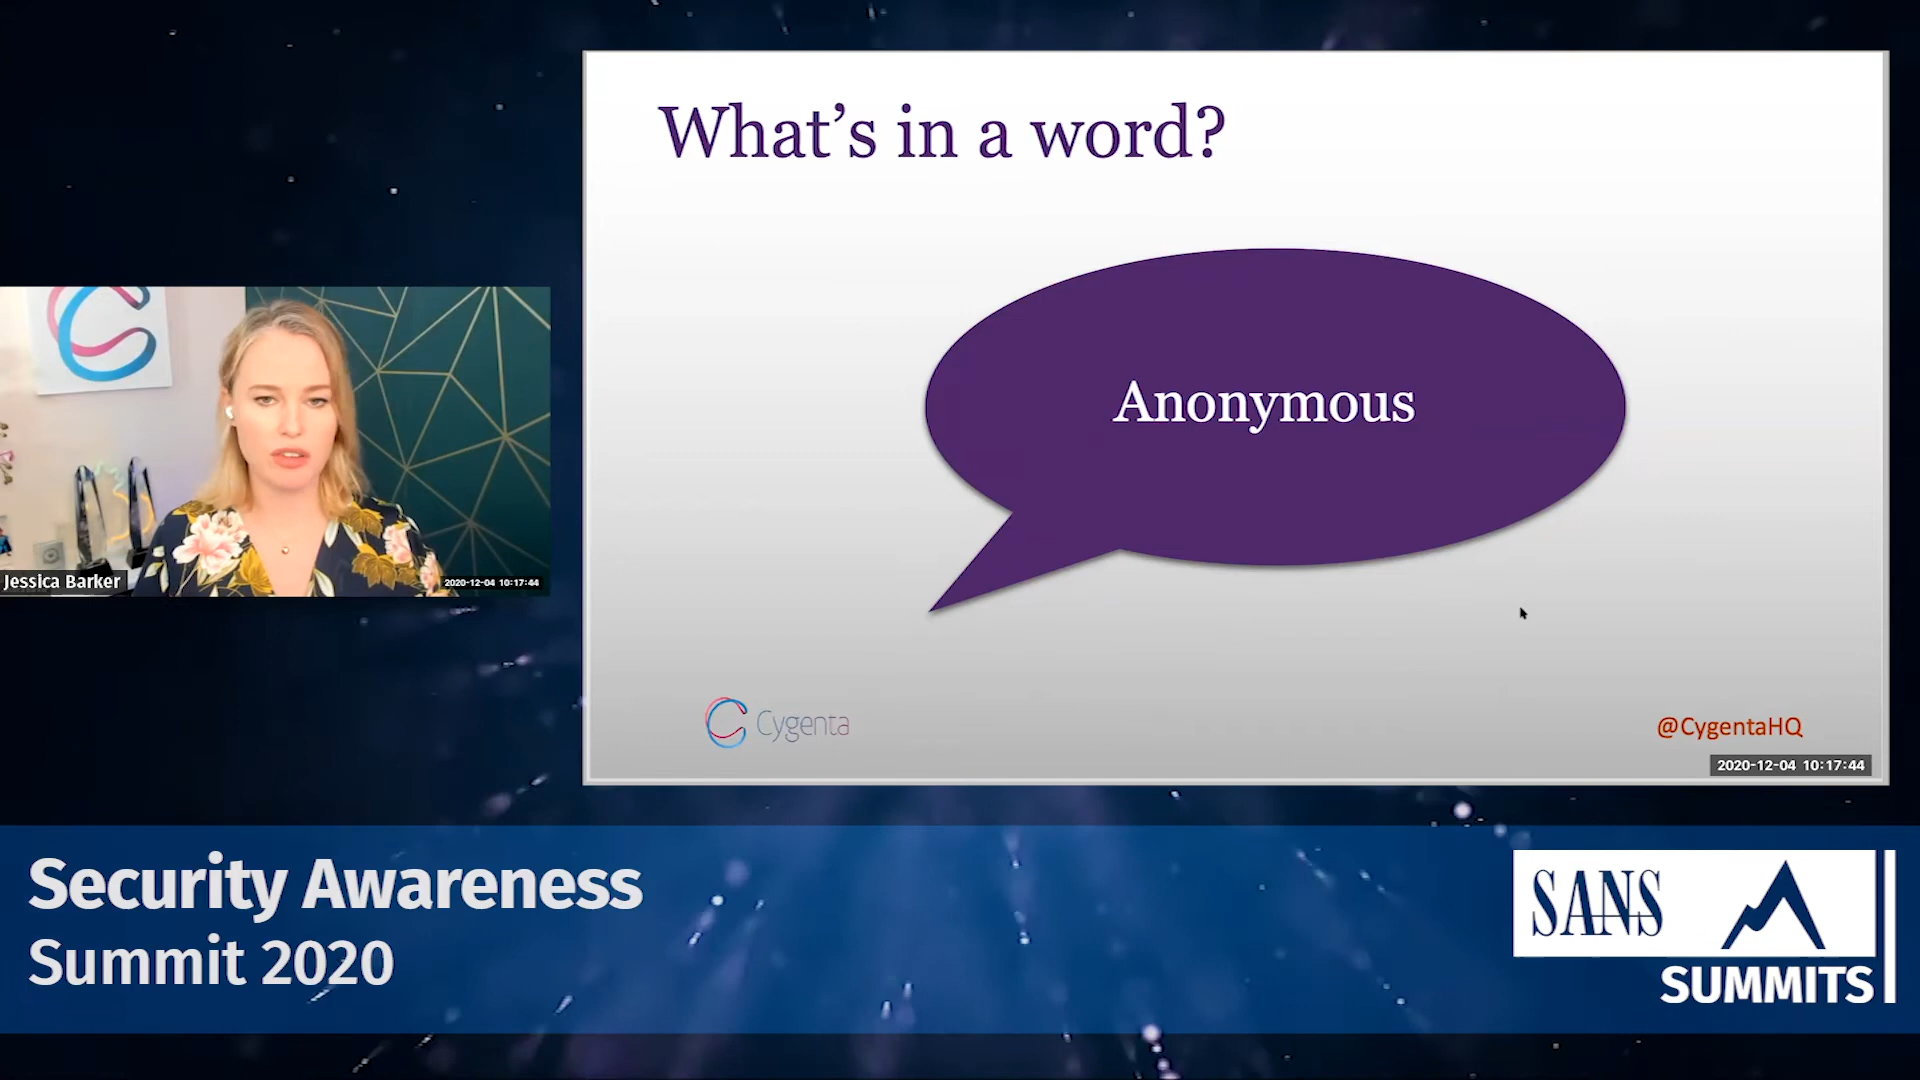 What's in a word?
Anonymous
Jessica Barker
2020-12-04 10:17:44
Cygenta
@CygentaHQ
2020-12-04 10:17:44
Security Awareness
Summit 2020
SANS
SUMMITS